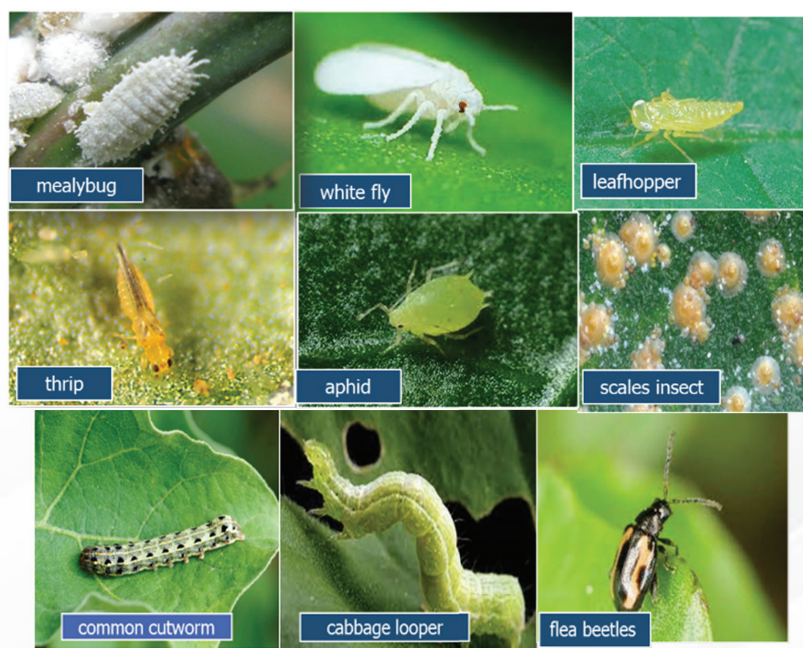 mealybug
white fly
leafhopper
thrip
aphid
scales insect
common cutworm
cabbage looper
flea beetles